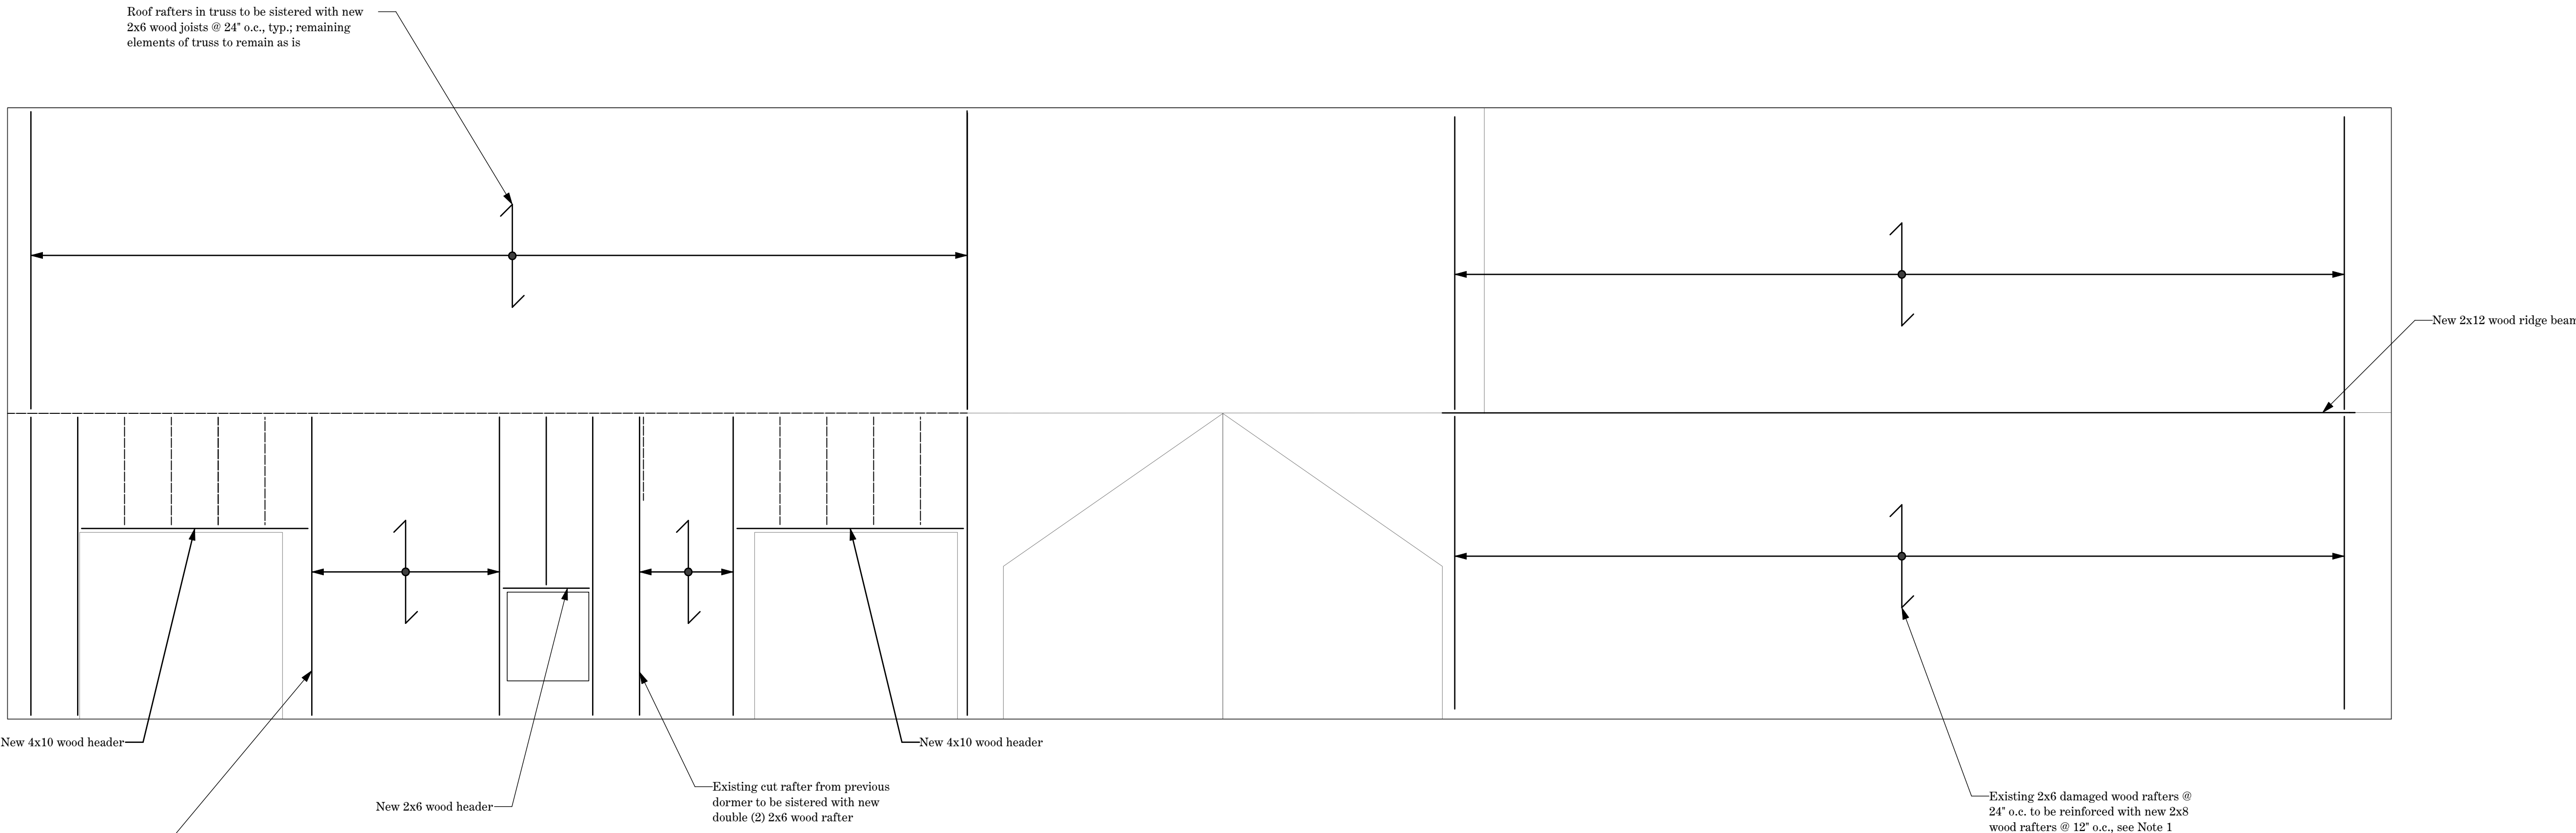 Roof rafters in truss to be sistered with new
2x6 wood joists @ 24" o.c., typ.; remaining
elements of truss to remain as is
New 2x12 wood ridge beam
New 4x10 wood header
New 4x10 wood header
Existing cut rafter from previous
dormer to be sistered with new
double (2) 2x6 wood rafter
New 2x6 wood header
Existing 2x6 damaged wood rafters @
24" o.c. to be reinforced with new 2x8
wood rafters @ 12" o.c., see Note 1